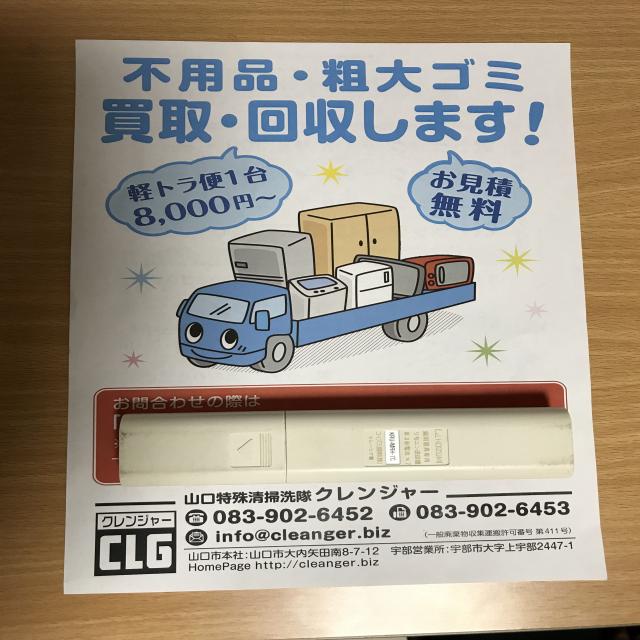 不用品・粗大ゴミ
買取・回収します!
軽トラ便1台
8,000円〜
お見積
無料
お問合わせの際は
山口特殊清掃洗隊 クレンジャー
クレンジャー
CLG
083-902-6452
083-902-6453
info@cleanger.biz
(一般廃棄物収集運搬許可番号 第411号)
山口市本社:山口市大内矢田南8-7-12 宇部営業所:宇部市大字上宇部2447-1
HomePage http://cleanger.biz